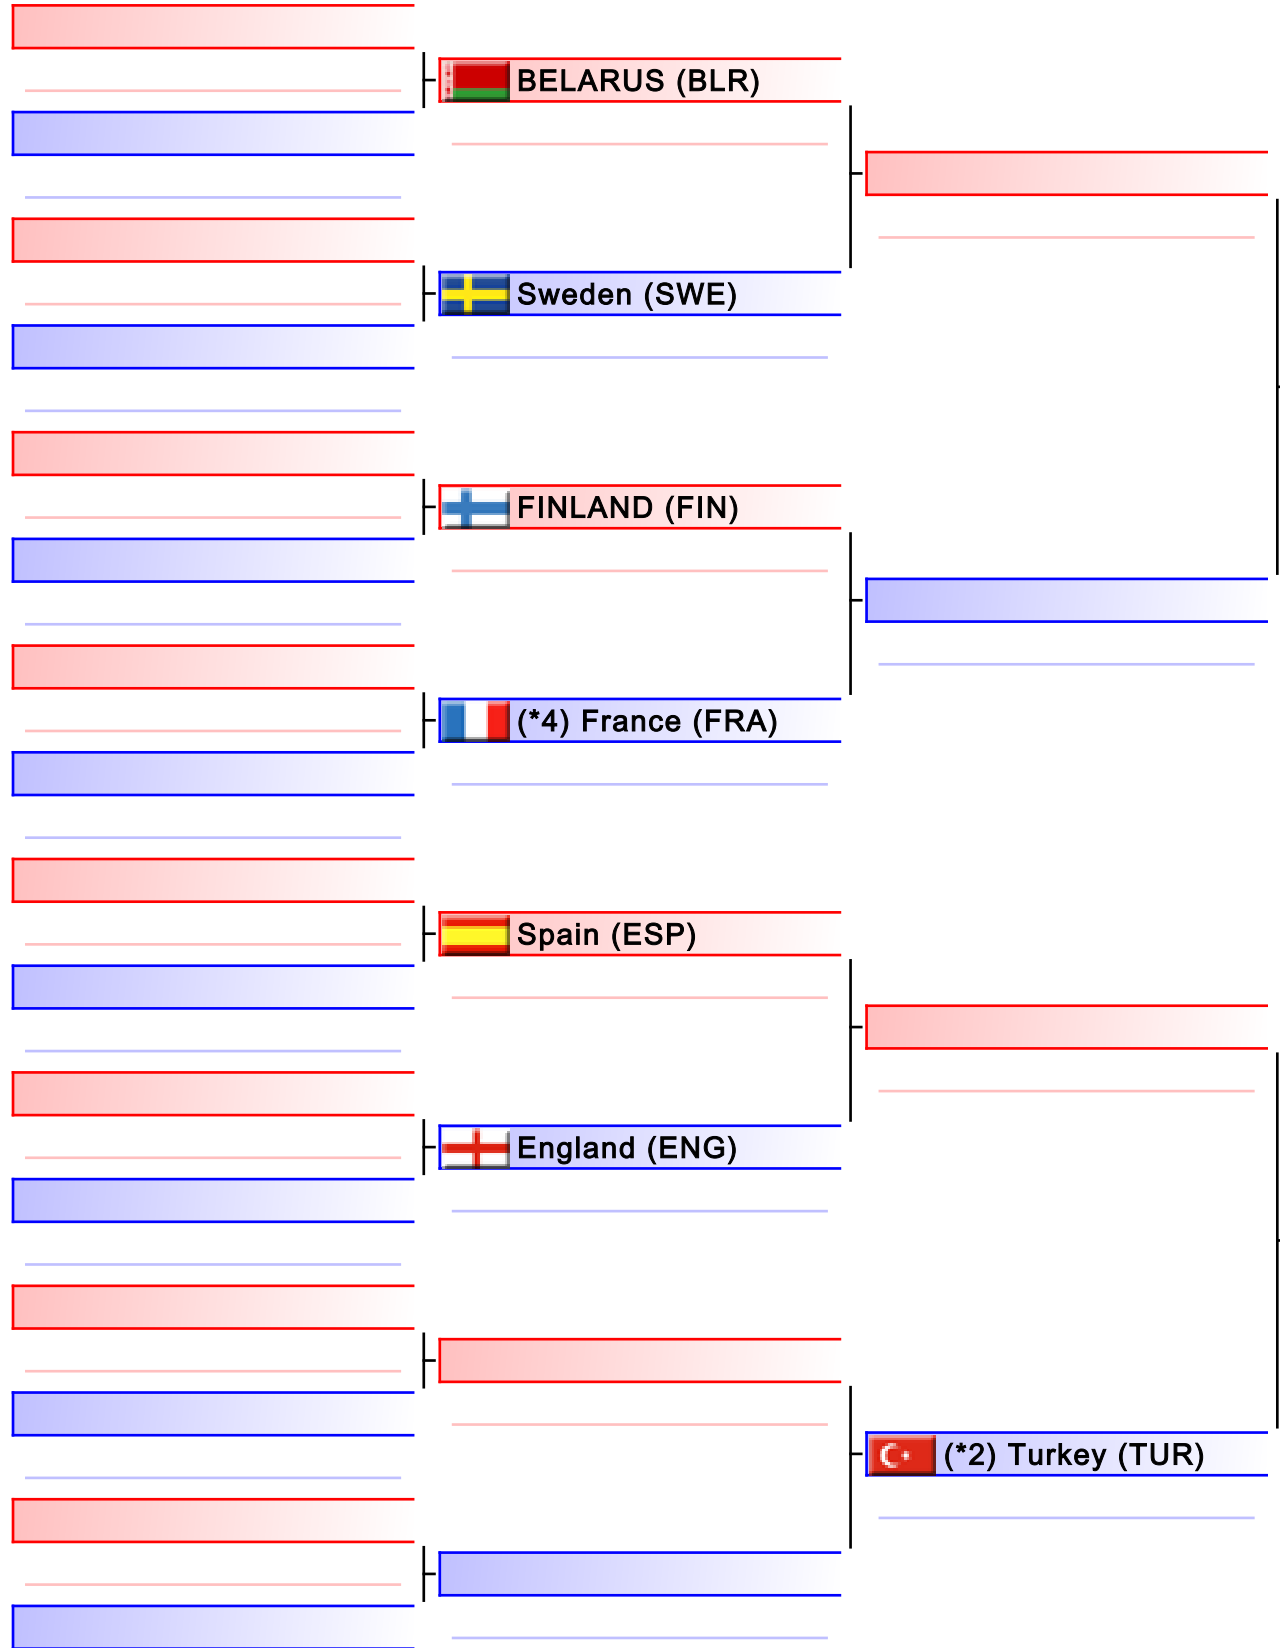 BELARUS (BLR)
Sweden (SWE)
FINLAND (FIN)
(*4) France (FRA)
Spain (ESP)
England (ENG)
(*2) Turkey (TUR)